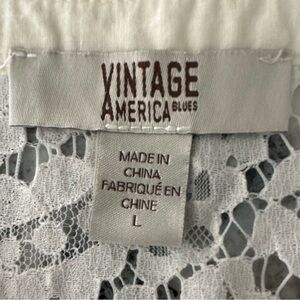 VINTAGE
AMERICA BLUES
MADE IN
CHINA
FABRIQUÉ EN
CHINE
L